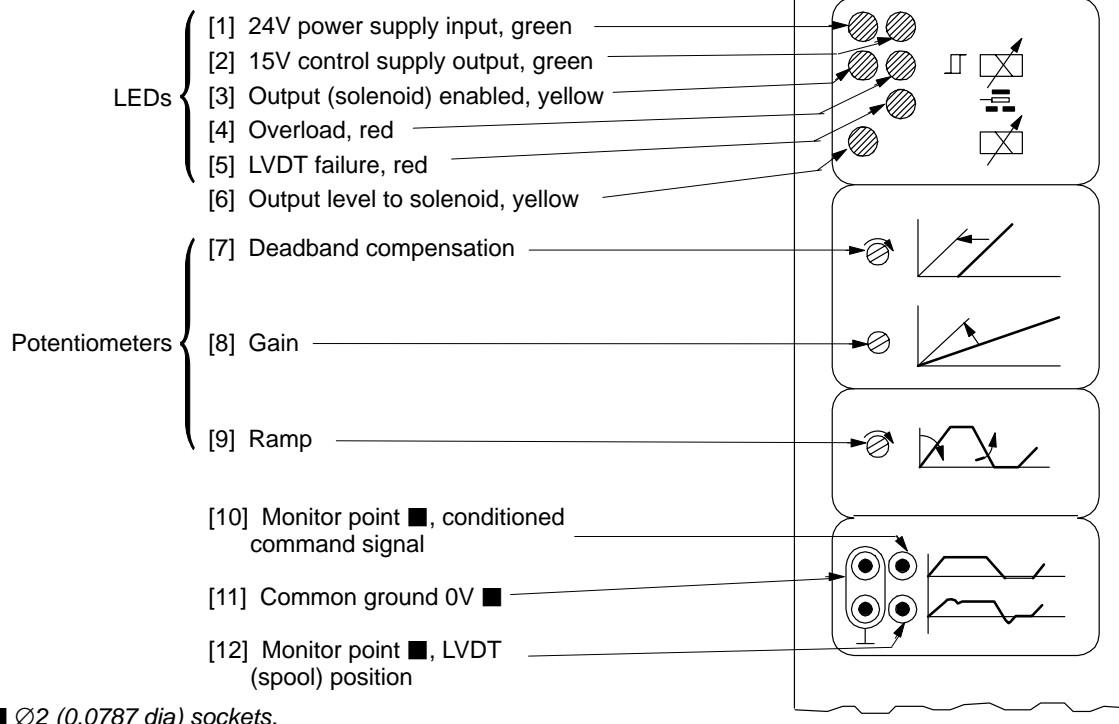 [1] 24V power supply input, green
[2] 15V control supply output, green
LEDs
[3] Output (solenoid) enabled, yellow
[4] Overload, red
[5] LVDT failure, red
[6] Output level to solenoid, yellow
[7] Deadband compensation
Potentiometers
[8] Gain
[9] Ramp
[10] Monitor point ■, conditioned
command signal
[11] Common ground 0V ■
[12] Monitor point ■, LVDT
(spool) position
■ ∅2 (0.0787 dia) sockets.